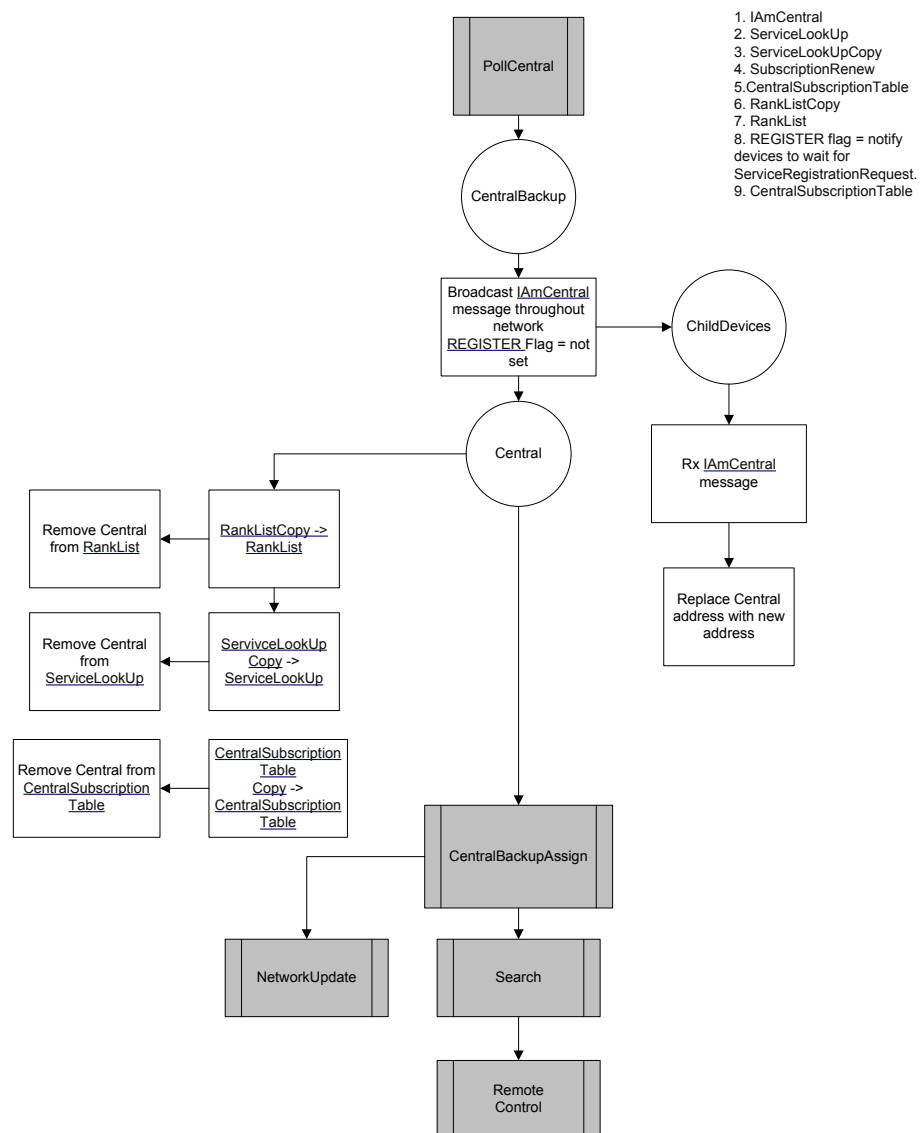 1. IAmCentral
2. ServiceLookUp
3. ServiceLookUpCopy
4. SubscriptionRenew
5.CentralSubscriptionTable
6. RankListCopy
7. RankList
8. REGISTER flag = notify
devices to wait for
ServiceRegistrationRequest.
9. CentralSubscriptionTable
PollCentral
CentralBackup
Broadcast IAmCentral
message throughout
network
REGISTER Flag = not
set
ChildDevices
Central
Rx IAmCentral
message
Remove Central
from RankList
RankListCopy ->
RankList
Replace Central
address with new
address
Remove Central
from
ServiceLookUp
ServivceLookUp
Copy ->
ServiceLookUp
Remove Central from
CentralSubscription
Table
CentralSubscription
Table
Copy ->
CentralSubscription
Table
CentralBackupAssign
NetworkUpdate
Search
Remote
Control